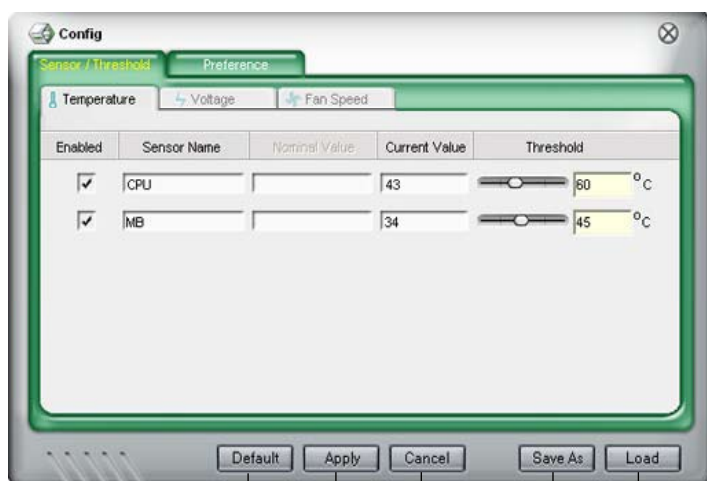 Config
Sensor / Threshold Preference
Temperature Voltage Fan Speed
Enabled Sensor Name Nominal Value Current Value Threshold
CPU 43 60 °C
MB 34 45 °C
Default Apply Cancel Save As Load